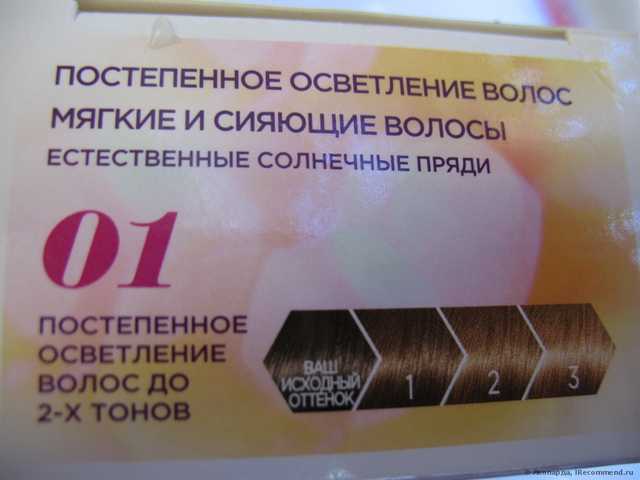 ПОСТЕПЕННОЕ ОСВЕТЛЕНИЕ ВОЛОС
МЯГКИЕ И СИЯЮЩИЕ ВОЛОСЫ
ЕСТЕСТВЕННЫЕ СОЛНЕЧНЫЕ ПРЯДИ
01
ПОСТЕПЕННОЕ
ОСВЕТЛЕНИЕ
ВОЛОС ДО
2-Х ТОНОВ
ВАШ
ИСХОДНЫЙ
ОТТЕНОК
1
2
3
© Леопарда, IRecommend.ru